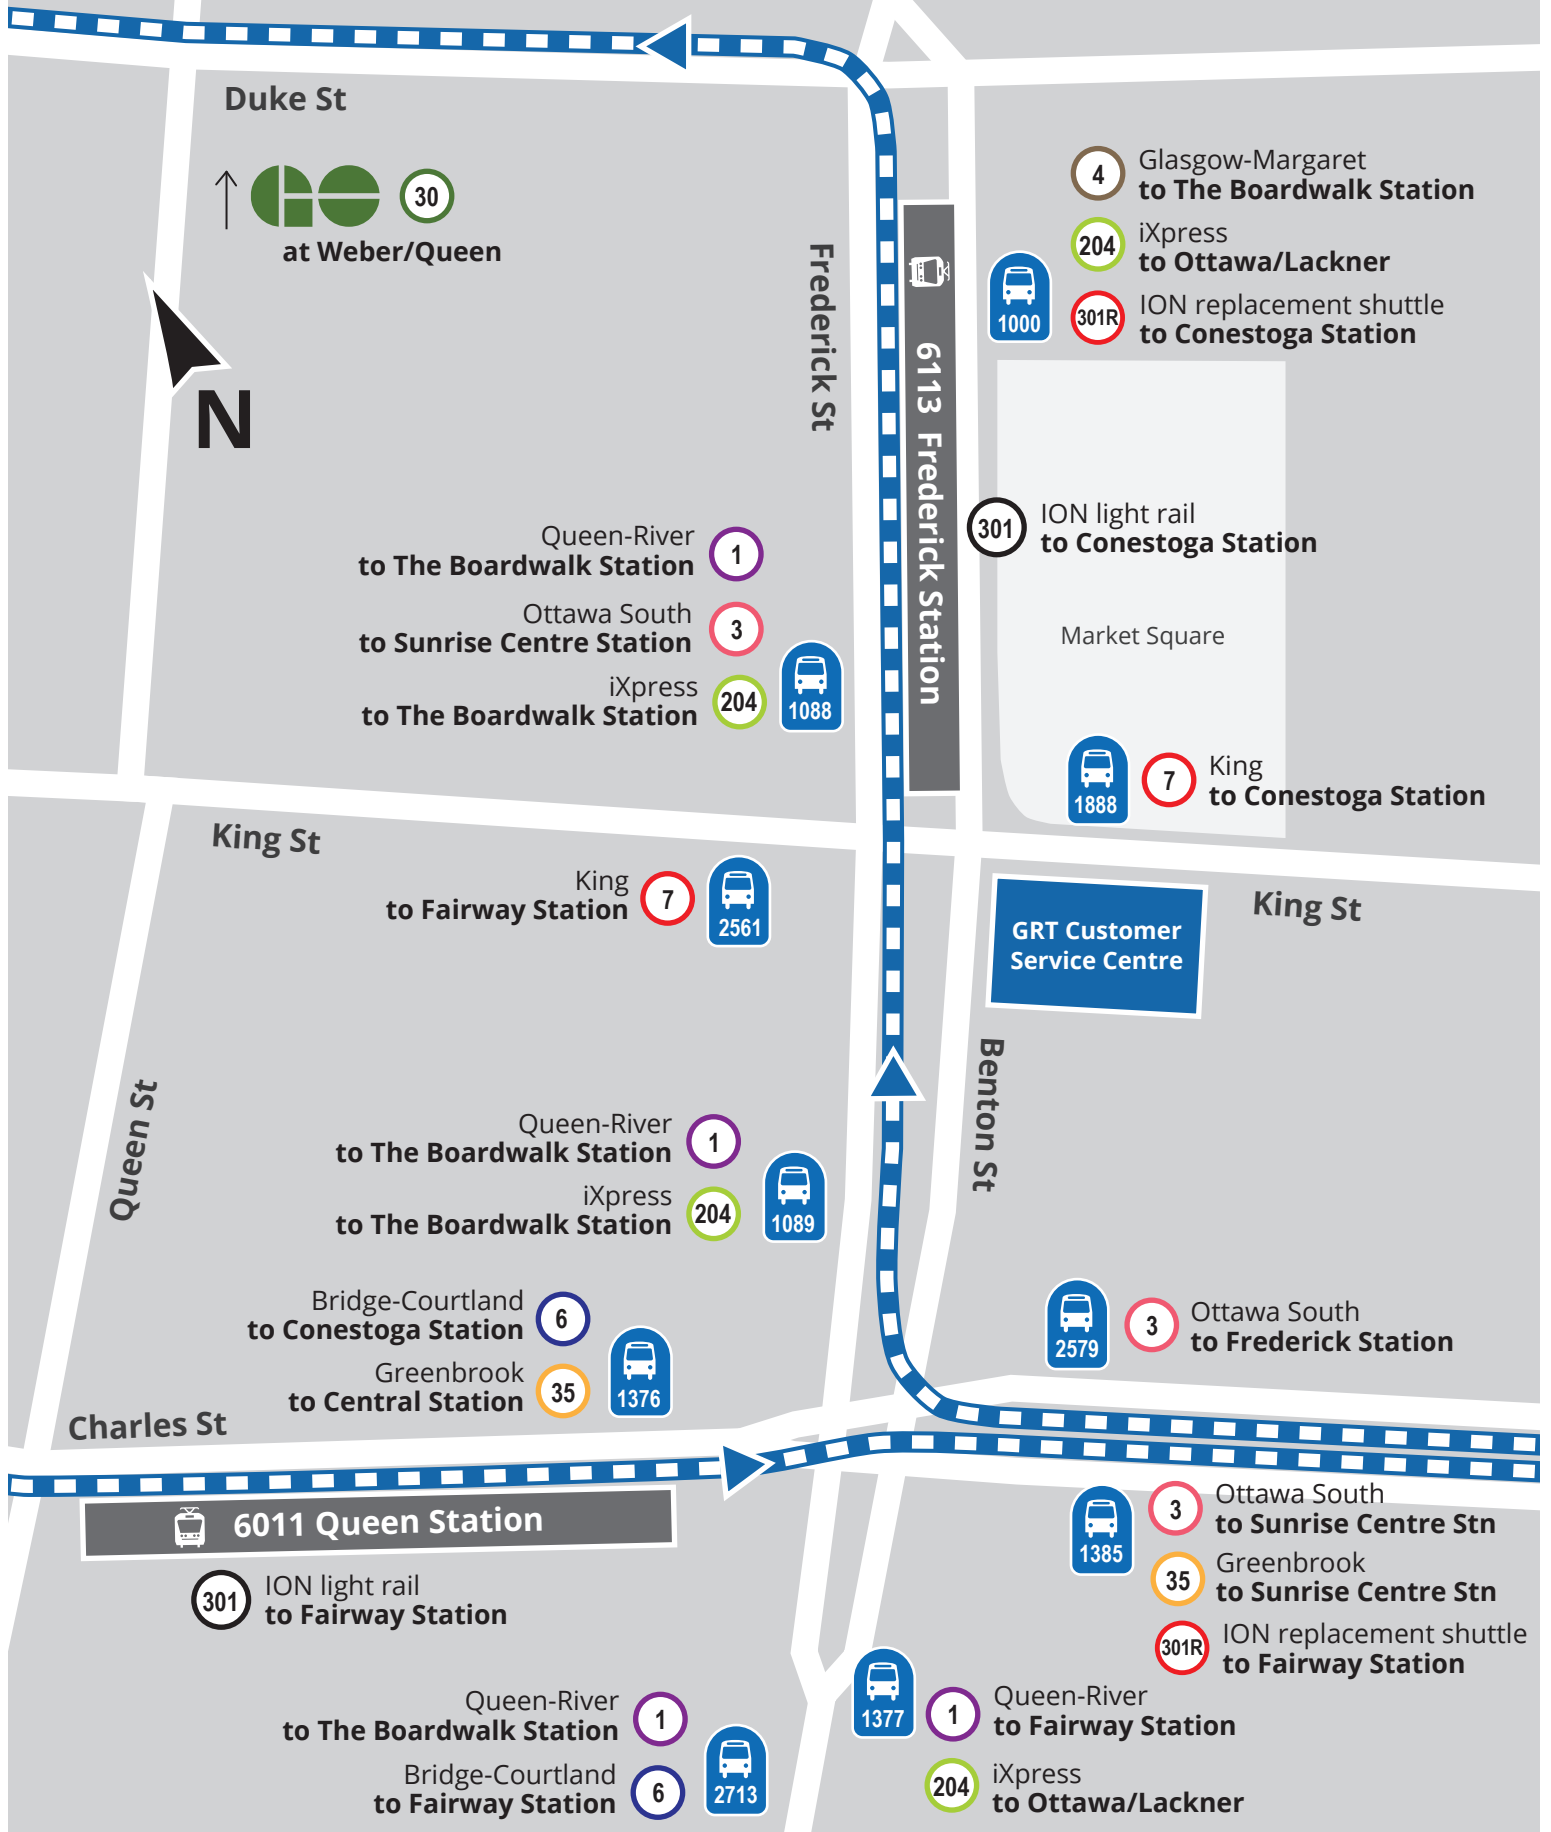 Duke St
GO
30
at Weber/Queen
N
Frederick St
6113 Frederick Station
4
Glasgow-Margaret
to The Boardwalk Station
204
iXpress
to Ottawa/Lackner
1000
301R
ION replacement shuttle
to Conestoga Station
301
ION light rail
to Conestoga Station
Market Square
Queen-River
to The Boardwalk Station
1
Ottawa South
to Sunrise Centre Station
3
iXpress
to The Boardwalk Station
204
1088
1888
7
King
to Conestoga Station
King St
King
to Fairway Station
7
2561
GRT Customer
Service Centre
King St
Benton St
Queen St
Queen-River
to The Boardwalk Station
1
iXpress
to The Boardwalk Station
204
1089
Bridge-Courtland
to Conestoga Station
6
Greenbrook
to Central Station
35
1376
2579
3
Ottawa South
to Frederick Station
Charles St
6011 Queen Station
301
ION light rail
to Fairway Station
1385
3
Ottawa South
to Sunrise Centre Stn
35
Greenbrook
to Sunrise Centre Stn
301R
ION replacement shuttle
to Fairway Station
Queen-River
to The Boardwalk Station
1
Bridge-Courtland
to Fairway Station
6
2713
1377
1
Queen-River
to Fairway Station
204
iXpress
to Ottawa/Lackner